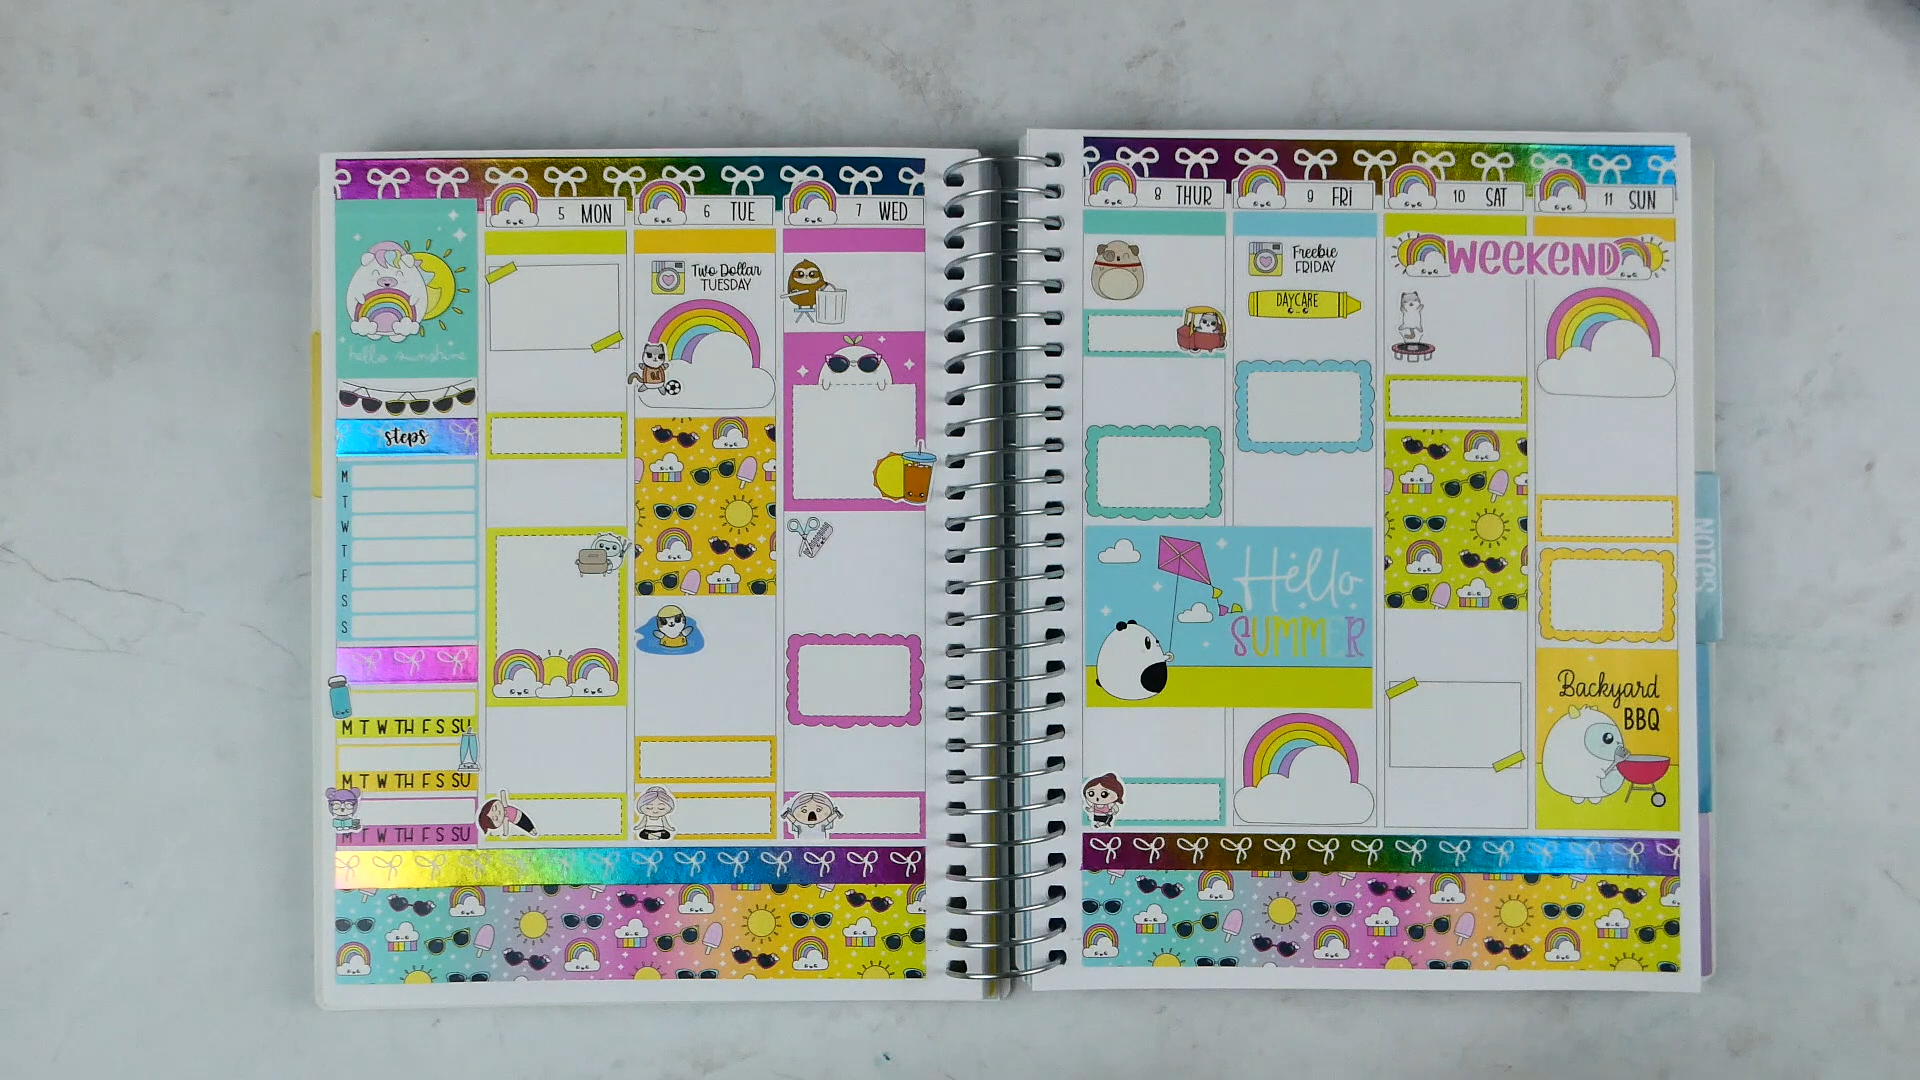 5 MON
6 TUE
7 WED
8 THUR
9 FRI
10 SAT
11 SUN
hello sunshine
steps
M
T
W
T
F
S
S
M T W TH F S SU
M T W TH F S SU
M T W TH F S SU
TWO DOLLAR
TUESDAY
Freebie
FRIDAY
DAYCARE
WEEKEND
Hello
SUMMER
Backyard
BBQ
NOTES